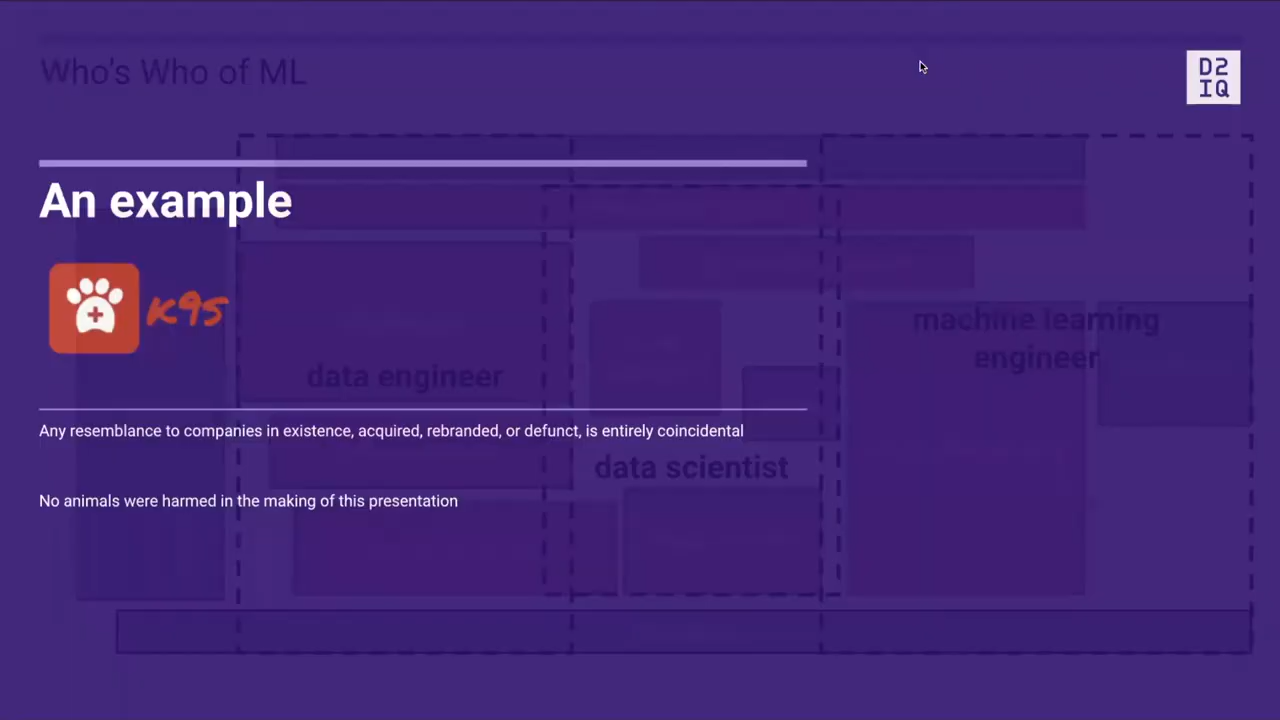 Who's Who of ML
D2
IQ
An example
K9s
machine learning
engineer
data engineer
Any resemblance to companies in existence, acquired, rebranded, or defunct, is entirely coincidental
data scientist
No animals were harmed in the making of this presentation